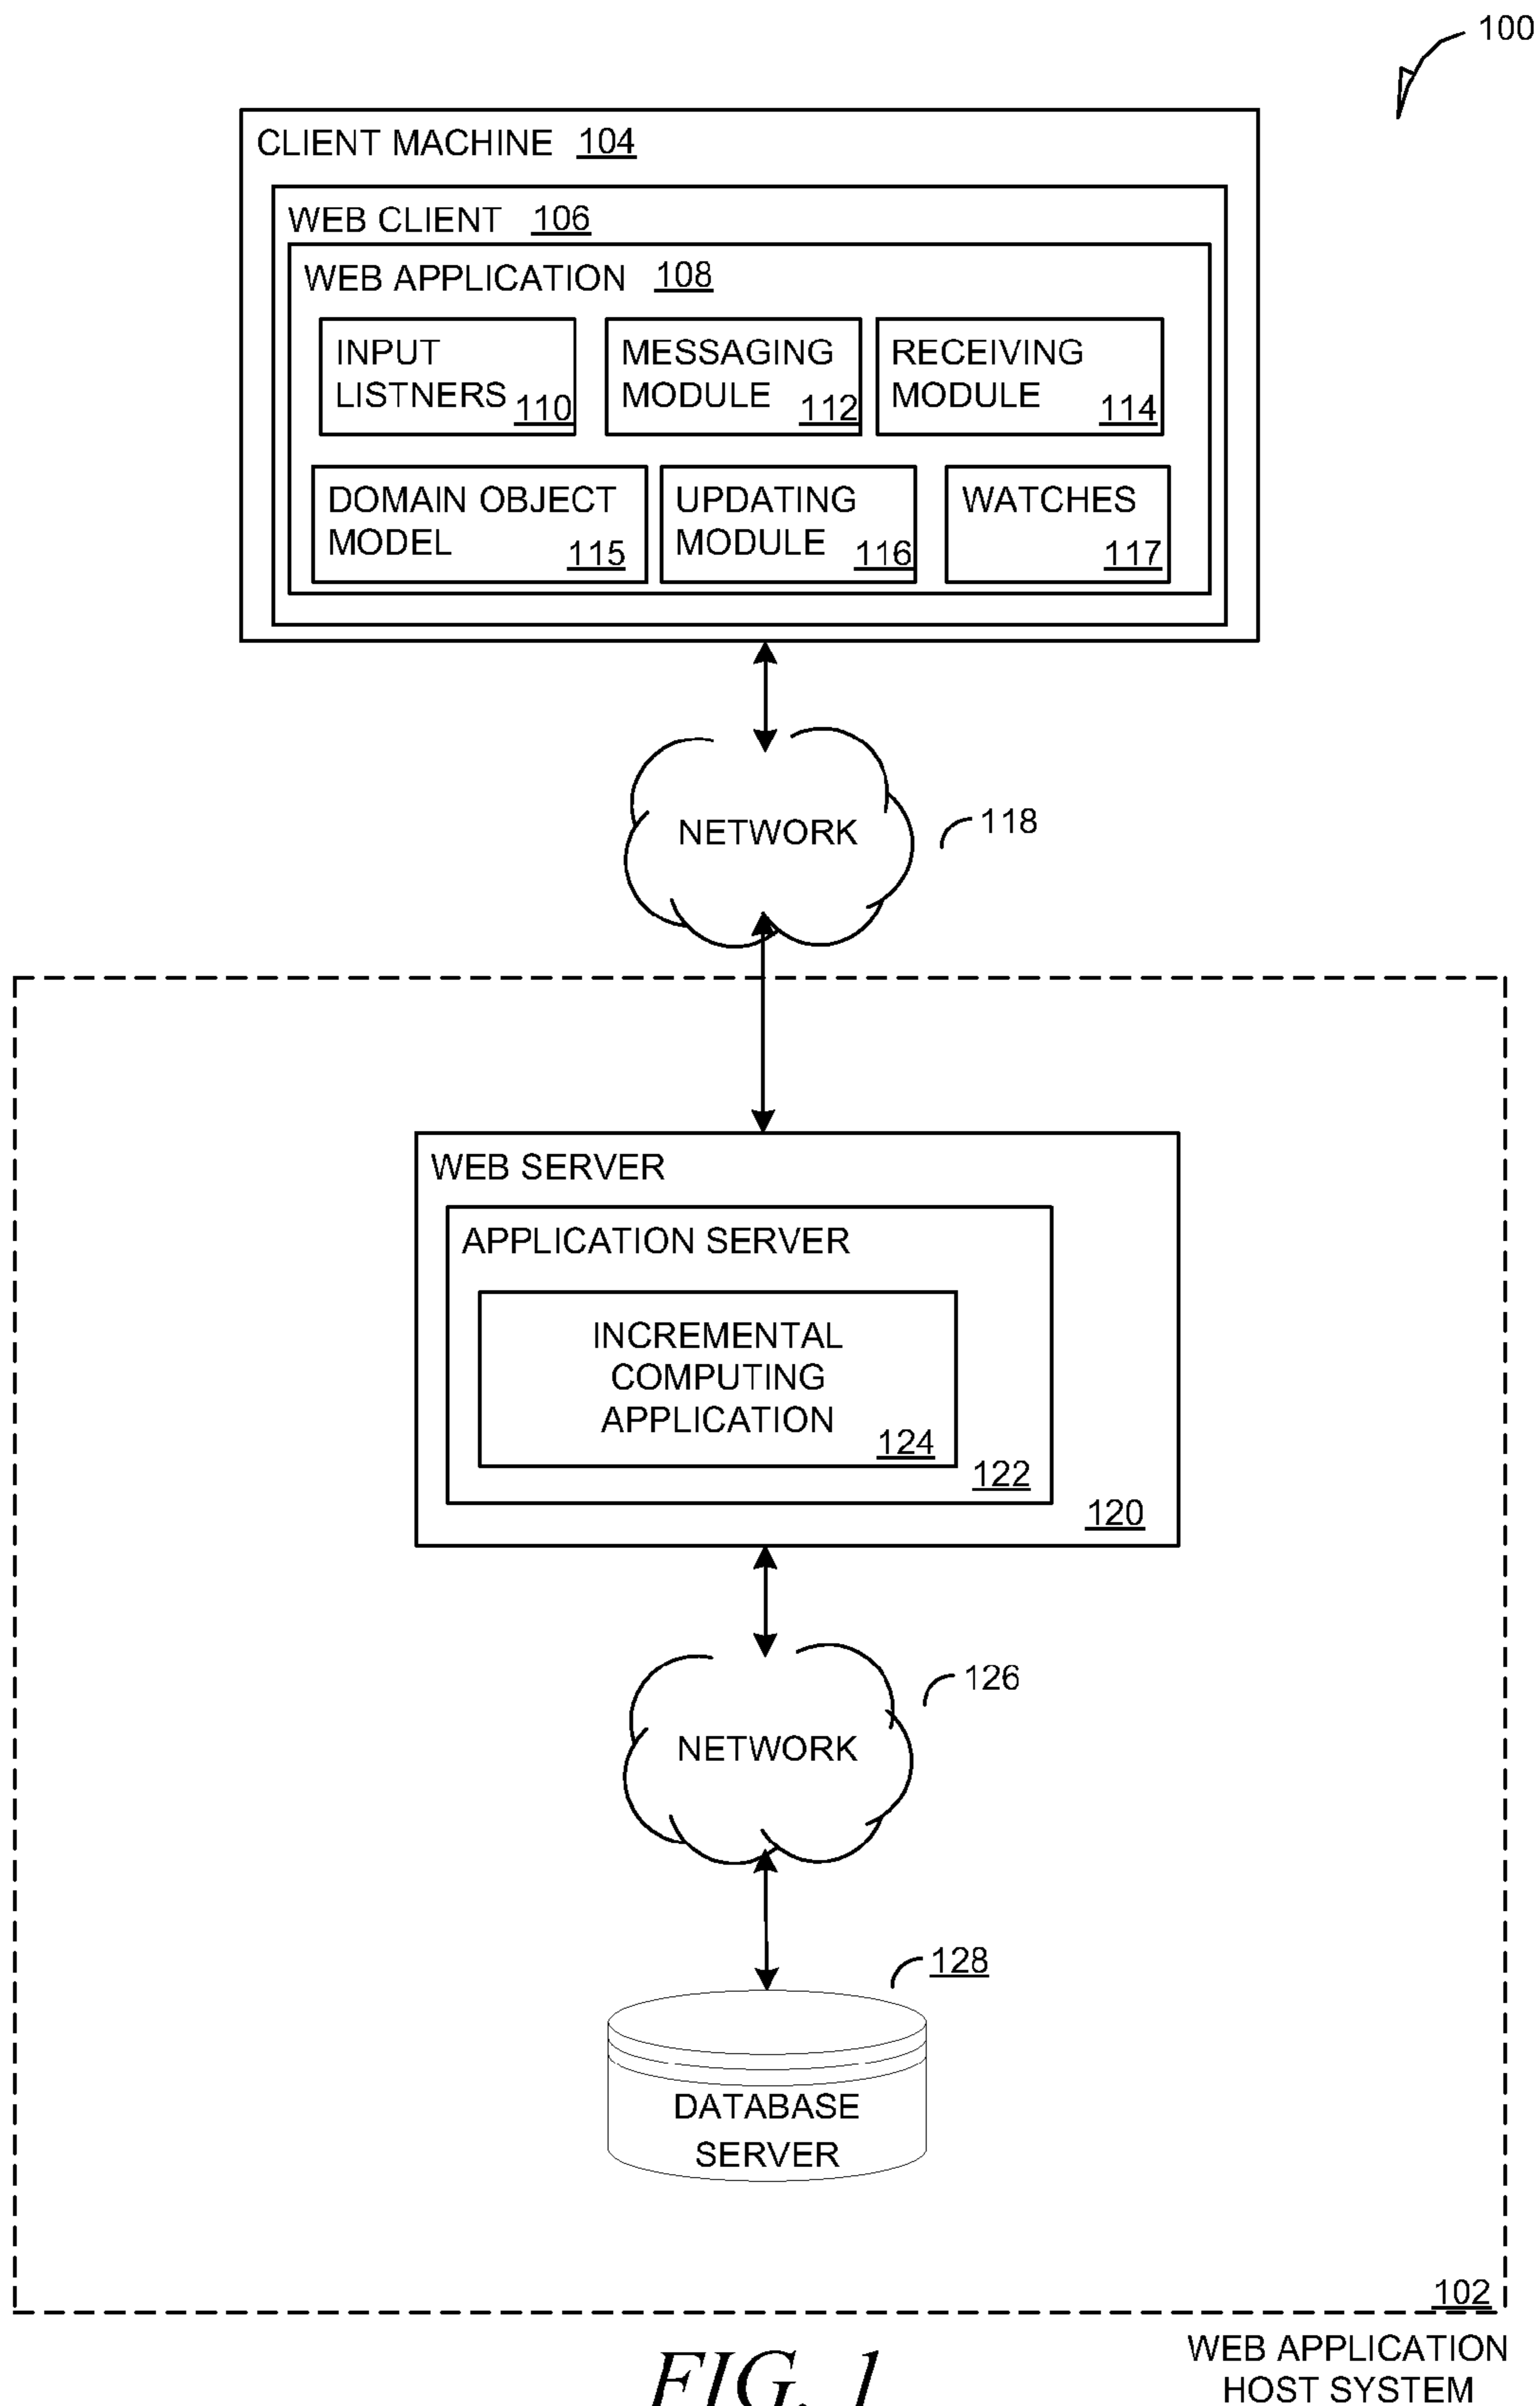 100
CLIENT MACHINE 104
WEB CLIENT 106
WEB APPLICATION 108
INPUT
LISTNERS 110
MESSAGING
MODULE 112
RECEIVING
MODULE 114
DOMAIN OBJECT
MODEL 115
UPDATING
MODULE 116
WATCHES
117
NETWORK
118
WEB SERVER
APPLICATION SERVER
INCREMENTAL
COMPUTING
APPLICATION
124
122
120
NETWORK
126
128
DATABASE
SERVER
102
WEB APPLICATION
HOST SYSTEM
FIG. 1